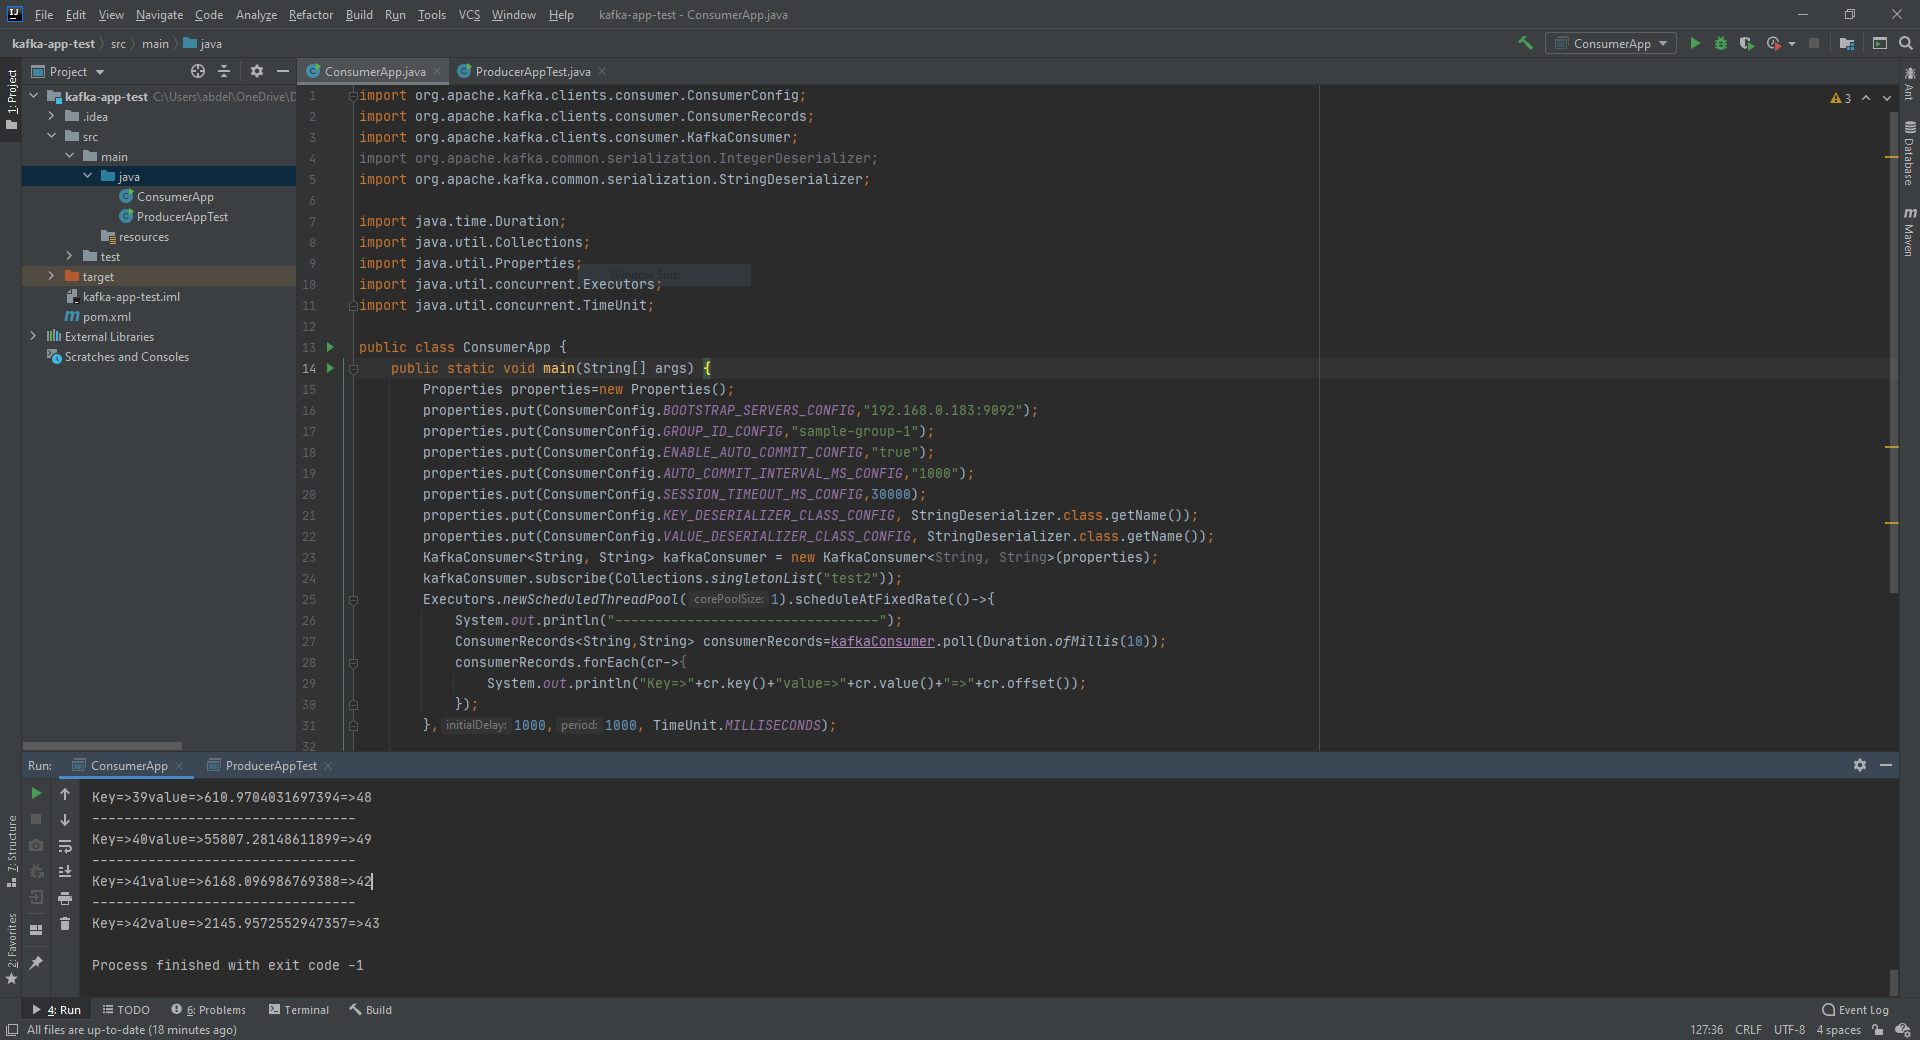 File Edit View Navigate Code Analyze Refactor Build Run Tools VCS Window Help kafka-app-test - ConsumerApp.java
kafka-app-test src main java ConsumerApp
Project
ConsumerApp.java ProducerAppTest.java
1: Project
kafka-app-test C:\Users\abdel\OneDrive\D
.idea
src
main
java
ConsumerApp
ProducerAppTest
resources
test
target
kafka-app-test.iml
pom.xml
External Libraries
Scratches and Consoles
3
Ant
Database
Maven
1 import org.apache.kafka.clients.consumer.ConsumerConfig;
2 import org.apache.kafka.clients.consumer.ConsumerRecords;
3 import org.apache.kafka.clients.consumer.KafkaConsumer;
4 import org.apache.kafka.common.serialization.IntegerDeserializer;
5 import org.apache.kafka.common.serialization.StringDeserializer;
6
7 import java.time.Duration;
8 import java.util.Collections;
9 import java.util.Properties;
Window Snip
10 import java.util.concurrent.Executors;
11 import java.util.concurrent.TimeUnit;
12
13 public class ConsumerApp {
14 public static void main(String[] args) {
15 Properties properties=new Properties();
16 properties.put(ConsumerConfig.BOOTSTRAP_SERVERS_CONFIG,"192.168.0.183:9092");
17 properties.put(ConsumerConfig.GROUP_ID_CONFIG,"sample-group-1");
18 properties.put(ConsumerConfig.ENABLE_AUTO_COMMIT_CONFIG,"true");
19 properties.put(ConsumerConfig.AUTO_COMMIT_INTERVAL_MS_CONFIG,"1000");
20 properties.put(ConsumerConfig.SESSION_TIMEOUT_MS_CONFIG,30000);
21 properties.put(ConsumerConfig.KEY_DESERIALIZER_CLASS_CONFIG, StringDeserializer.class.getName());
22 properties.put(ConsumerConfig.VALUE_DESERIALIZER_CLASS_CONFIG, StringDeserializer.class.getName());
23 KafkaConsumer<String, String> kafkaConsumer = new KafkaConsumer<String, String>(properties);
24 kafkaConsumer.subscribe(Collections.singletonList("test2"));
25 Executors.newScheduledThreadPool( corePoolSize: 1).scheduleAtFixedRate(()->{
26 System.out.println("---------------------------------");
27 ConsumerRecords<String,String> consumerRecords=kafkaConsumer.poll(Duration.ofMillis(10));
28 consumerRecords.forEach(cr->{
29 System.out.println("Key=>"+cr.key()+"value=>"+cr.value()+"=>"+cr.offset());
30 });
31 }, initialDelay: 1000, period: 1000, TimeUnit.MILLISECONDS);
32
Run: ConsumerApp ProducerAppTest
Key=>39value=>610.9704031697394=>48
---------------------------------
Key=>40value=>55807.28148611899=>49
---------------------------------
Key=>41value=>6168.096986769388=>42
---------------------------------
Key=>42value=>2145.9572552947357=>43
Process finished with exit code -1
7: Structure
2: Favorites
4: Run TODO 6: Problems Terminal Build Event Log
All files are up-to-date (18 minutes ago) 127:36 CRLF UTF-8 4 spaces